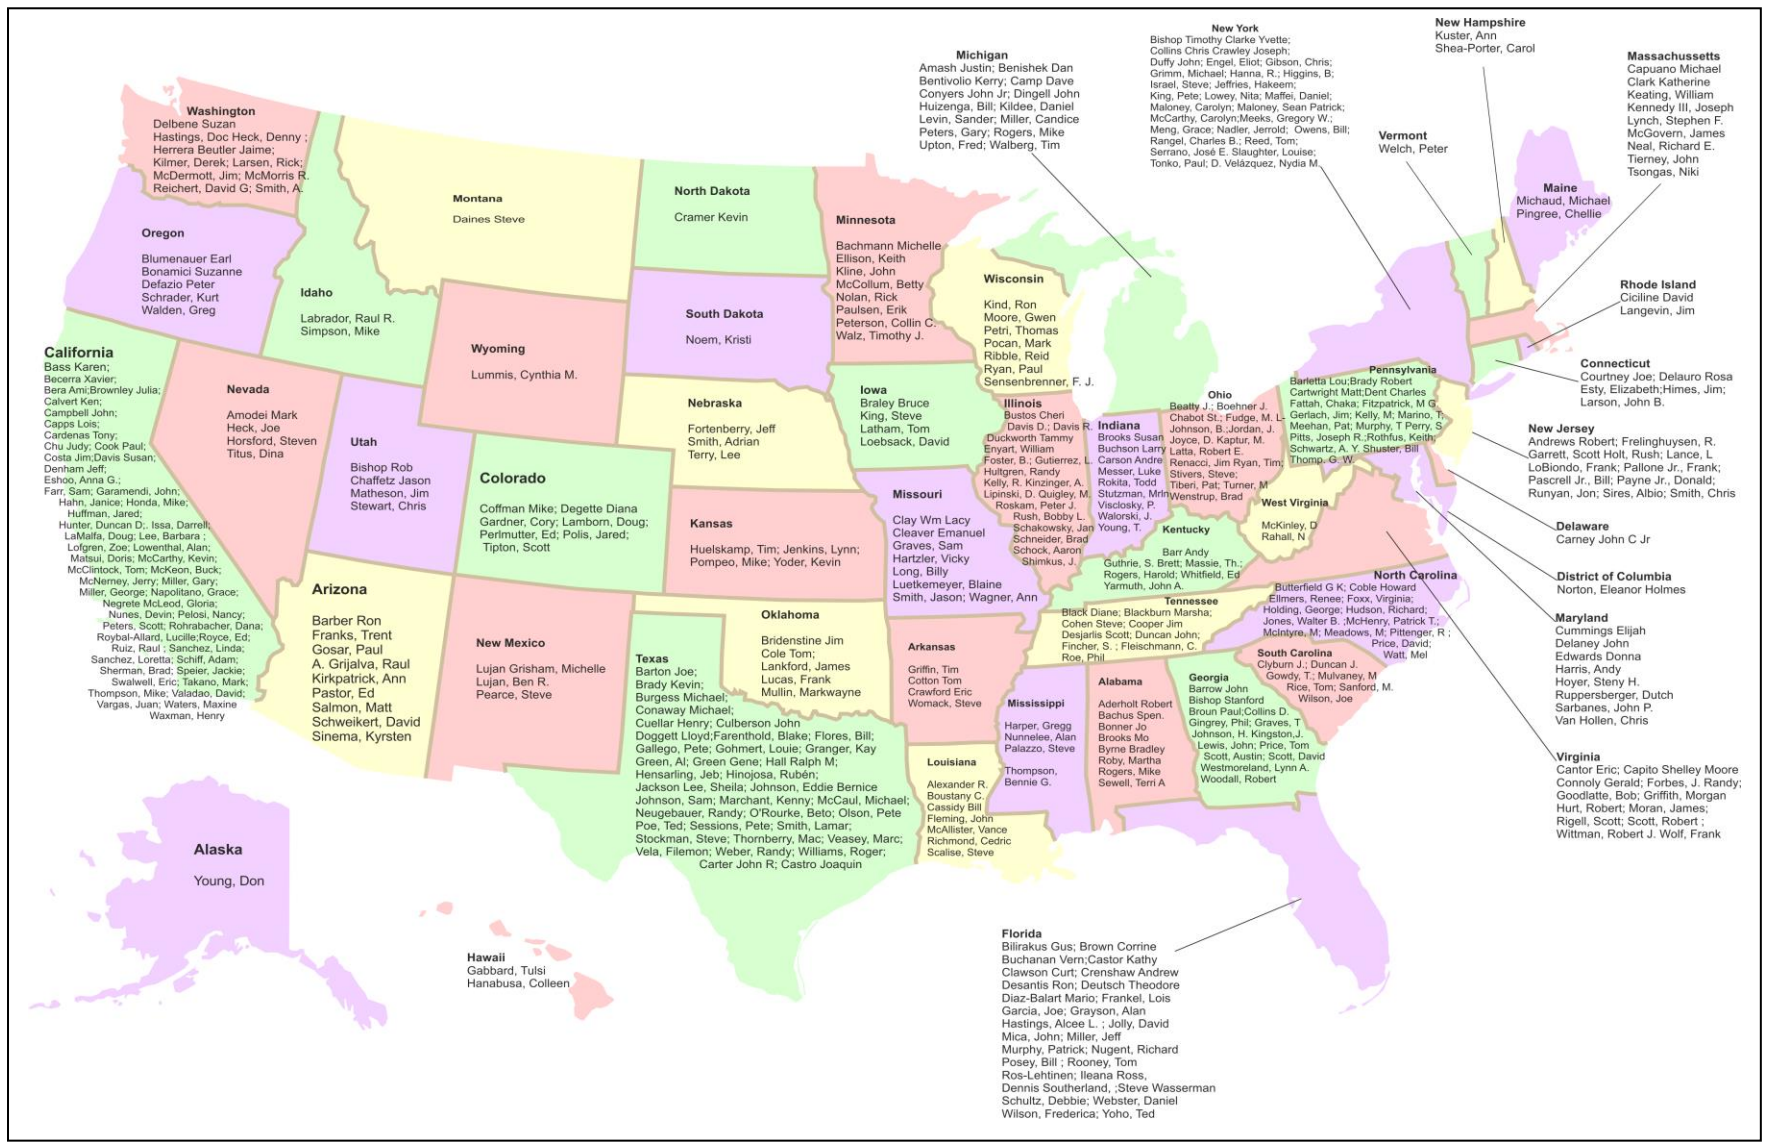 Washington
Delbene Suzan
Hastings, Doc Heck, Denny ;
Herrera Beutler Jaime;
Kilmer, Derek; Larsen, Rick;
McDermott, Jim; McMorris R.
Reichert, David G; Smith, A.
Oregon
Blumenauer Earl
Bonamici Suzanne
Defazio Peter
Schrader, Kurt
Walden, Greg
California
Bass Karen;
Becerra Xavier;
Bera Ami;Brownley Julia;
Calvert Ken;
Campbell John;
Capps Lois;
Cardenas Tony;
Chu Judy; Cook Paul;
Costa Jim;Davis Susan;
Denham Jeff;
Eshoo, Anna G.;
Farr, Sam; Garamendi, John;
Hahn, Janice; Honda, Mike;
Huffman, Jared;
Hunter, Duncan D;. Issa, Darrell;
LaMalfa, Doug; Lee, Barbara ;
Lofgren, Zoe; Lowenthal, Alan;
Matsui, Doris; McCarthy, Kevin;
McClintock, Tom; McKeon, Buck;
McNerney, Jerry; Miller, Gary;
Miller, George; Napolitano, Grace;
Negrete McLeod, Gloria;
Nunes, Devin; Pelosi, Nancy;
Peters, Scott; Rohrabacher, Dana;
Roybal-Allard, Lucille;Royce, Ed;
Ruiz, Raul ; Sanchez, Linda;
Sanchez, Loretta; Schiff, Adam;
Sherman, Brad; Speier, Jackie;
Swalwell, Eric; Takano, Mark;
Thompson, Mike; Valadao, David;
Vargas, Juan; Waters, Maxine
Waxman, Henry
Idaho
Labrador, Raul R.
Simpson, Mike
Nevada
Amodei Mark
Heck, Joe
Horsford, Steven
Titus, Dina
Utah
Bishop Rob
Chaffetz Jason
Matheson, Jim
Stewart, Chris
Arizona
Barber Ron
Franks, Trent
Gosar, Paul
A. Grijalva, Raul
Kirkpatrick, Ann
Pastor, Ed
Salmon, Matt
Schweikert, David
Sinema, Kyrsten
Montana
Daines Steve
Wyoming
Lummis, Cynthia M.
Colorado
Coffman Mike; Degette Diana
Gardner, Cory; Lamborn, Doug;
Perlmutter, Ed; Polis, Jared;
Tipton, Scott
New Mexico
Lujan Grisham, Michelle
Lujan, Ben R.
Pearce, Steve
North Dakota
Cramer Kevin
South Dakota
Noem, Kristi
Nebraska
Fortenberry, Jeff
Smith, Adrian
Terry, Lee
Kansas
Huelskamp, Tim; Jenkins, Lynn;
Pompeo, Mike; Yoder, Kevin
Oklahoma
Bridenstine Jim
Cole Tom;
Lankford, James
Lucas, Frank
Mullin, Markwayne
Texas
Barton Joe;
Brady Kevin;
Burgess Michael;
Conaway Michael;
Cuellar Henry; Culberson John
Doggett Lloyd;Farenthold, Blake; Flores, Bill;
Gallego, Pete; Gohmert, Louie; Granger, Kay
Green, Al; Green Gene; Hall Ralph M;
Hensarling, Jeb; Hinojosa, Rubén;
Jackson Lee, Sheila; Johnson, Eddie Bernice
Johnson, Sam; Marchant, Kenny; McCaul, Michael;
Neugebauer, Randy; O'Rourke, Beto; Olson, Pete
Poe, Ted; Sessions, Pete; Smith, Lamar;
Stockman, Steve; Thornberry, Mac; Veasey, Marc;
Vela, Filemon; Weber, Randy; Williams, Roger;
Carter John R; Castro Joaquin
Minnesota
Bachmann Michelle
Ellison, Keith
Kline, John
McCollum, Betty
Nolan, Rick
Paulsen, Erik
Peterson, Collin C.
Walz, Timothy J.
Iowa
Braley Bruce
King, Steve
Latham, Tom
Loebsack, David
Missouri
Clay Wm Lacy
Cleaver Emanuel
Graves, Sam
Hartzler, Vicky
Long, Billy
Luetkemeyer, Blaine
Smith, Jason; Wagner, Ann
Arkansas
Griffin, Tim
Cotton Tom
Crawford Eric
Womack, Steve
Louisiana
Alexander R.
Boustany C.
Cassidy Bill
Fleming, John
McAllister, Vance
Richmond, Cedric
Scalise, Steve
Wisconsin
Kind, Ron
Moore, Gwen
Petri, Thomas
Pocan, Mark
Ribble, Reid
Ryan, Paul
Sensenbrenner, F. J.
Illinois
Bustos Cheri
Davis D.; Davis R.
Duckworth Tammy
Enyart, William
Foster, B.; Gutierrez, L.
Hultgren, Randy
Kelly, R. Kinzinger, A.
Lipinski, D. Quigley, M.
Roskam, Peter J.
Rush, Bobby L.
Schakowsky, Jan
Schneider, Brad
Schock, Aaron
Shimkus, J.
Michigan
Amash Justin; Benishek Dan
Bentivolio Kerry; Camp Dave
Conyers John Jr; Dingell John
Huizenga, Bill; Kildee, Daniel
Levin, Sander; Miller, Candice
Peters, Gary; Rogers, Mike
Upton, Fred; Walberg, Tim
Indiana
Brooks Susan
Buchson Larry
Carson Andre
Messer, Luke
Rokita, Todd
Stutzman, Mrln
Visclosky, P.
Walorski, J.
Young, T.
Ohio
Beatty J.; Boehner J.
Chabot St.; Fudge, M. L-
Johnson, B.;Jordan, J.
Joyce, D. Kaptur, M.
Latta, Robert E.
Renacci, Jim Ryan, Tim;
Stivers, Steve;
Tiberi, Pat; Turner, M
Wenstrup, Brad
Kentucky
Barr Andy
Guthrie, S. Brett; Massie, Th.;
Rogers, Harold; Whitfield, Ed
Yarmuth, John A.
Tennessee
Black Diane; Blackburn Marsha;
Cohen Steve; Cooper Jim
Desjarlis Scott; Duncan John;
Fincher, S. ; Fleischmann, C.
Roe, Phil
Mississippi
Harper, Gregg
Nunnelee, Alan
Palazzo, Steve
Thompson,
Bennie G.
Alabama
Aderholt Robert
Bachus Spen.
Bonner Jo
Brooks Mo
Byrne Bradley
Roby, Martha
Rogers, Mike
Sewell, Terri A
Georgia
Barrow John
Bishop Stanford
Broun Paul;Collins D.
Gingrey, Phil; Graves, T
Johnson, H. Kingston,J.
Lewis, John; Price, Tom
Scott, Austin; Scott, David
Westmoreland, Lynn A.
Woodall, Robert
South Carolina
Clyburn J.; Duncan J.
Gowdy, T.; Mulvaney, M
Rice, Tom; Sanford, M.
Wilson, Joe
North Carolina
Butterfield G K; Coble Howard
Ellmers, Renee; Foxx, Virginia;
Holding, George; Hudson, Richard;
Jones, Walter B. ;McHenry, Patrick T.;
McIntyre, M; Meadows, M; Pittenger, R ;
Price, David;
Watt, Mel
West Virginia
McKinley, D
Rahall, N
Pennsylvania
Barletta Lou;Brady Robert
Cartwright Matt;Dent Charles
Fattah, Chaka; Fitzpatrick, M G
Gerlach, Jim; Kelly, M; Marino, T;
Meehan, Pat; Murphy, T Perry, S
Pitts, Joseph R.;Rothfus, Keith;
Schwartz, A. Y. Shuster, Bill
Thomp. G. W.
New York
Bishop Timothy Clarke Yvette;
Collins Chris Crawley Joseph;
Duffy John; Engel, Eliot; Gibson, Chris;
Grimm, Michael; Hanna, R.; Higgins, B;
Israel, Steve; Jeffries, Hakeem;
King, Pete; Lowey, Nita; Maffei, Daniel;
Maloney, Carolyn; Maloney, Sean Patrick;
McCarthy, Carolyn;Meeks, Gregory W.;
Meng, Grace; Nadler, Jerrold; Owens, Bill;
Rangel, Charles B.; Reed, Tom;
Serrano, José E. Slaughter, Louise;
Tonko, Paul; D. Velázquez, Nydia M.
Vermont
Welch, Peter
New Hampshire
Kuster, Ann
Shea-Porter, Carol
Massachussetts
Capuano Michael
Clark Katherine
Keating, William
Kennedy III, Joseph
Lynch, Stephen F.
McGovern, James
Neal, Richard E.
Tierney, John
Tsongas, Niki
Maine
Michaud, Michael
Pingree, Chellie
Rhode Island
Ciciline David
Langevin, Jim
Connecticut
Courtney Joe; Delauro Rosa
Esty, Elizabeth;Himes, Jim;
Larson, John B.
New Jersey
Andrews Robert; Frelinghuysen, R.
Garrett, Scott Holt, Rush; Lance, L
LoBiondo, Frank; Pallone Jr., Frank;
Pascrell Jr., Bill; Payne Jr., Donald;
Runyan, Jon; Sires, Albio; Smith, Chris
Delaware
Carney John C Jr
District of Columbia
Norton, Eleanor Holmes
Maryland
Cummings Elijah
Delaney John
Edwards Donna
Harris, Andy
Hoyer, Steny H.
Ruppersberger, Dutch
Sarbanes, John P.
Van Hollen, Chris
Virginia
Cantor Eric; Capito Shelley Moore
Connoly Gerald; Forbes, J. Randy;
Goodlatte, Bob; Griffith, Morgan
Hurt, Robert; Moran, James;
Rigell, Scott; Scott, Robert ;
Wittman, Robert J. Wolf, Frank
Alaska
Young, Don
Hawaii
Gabbard, Tulsi
Hanabusa, Colleen
Florida
Bilirakus Gus; Brown Corrine
Buchanan Vern;Castor Kathy
Clawson Curt; Crenshaw Andrew
Desantis Ron; Deutsch Theodore
Diaz-Balart Mario; Frankel, Lois
Garcia, Joe; Grayson, Alan
Hastings, Alcee L. ; Jolly, David
Mica, John; Miller, Jeff
Murphy, Patrick; Nugent, Richard
Posey, Bill ; Rooney, Tom
Ros-Lehtinen; Ileana Ross,
Dennis Southerland, ;Steve Wasserman
Schultz, Debbie; Webster, Daniel
Wilson, Frederica; Yoho, Ted